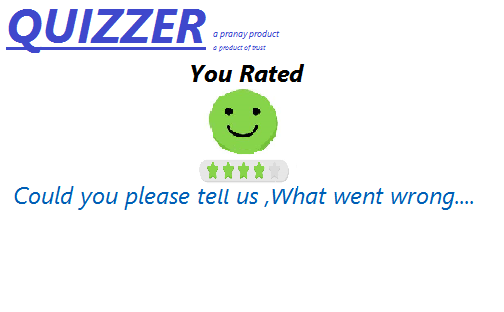 QUIZZER
a pranay product
a product of trust
You Rated
Could you please tell us ,What went wrong....